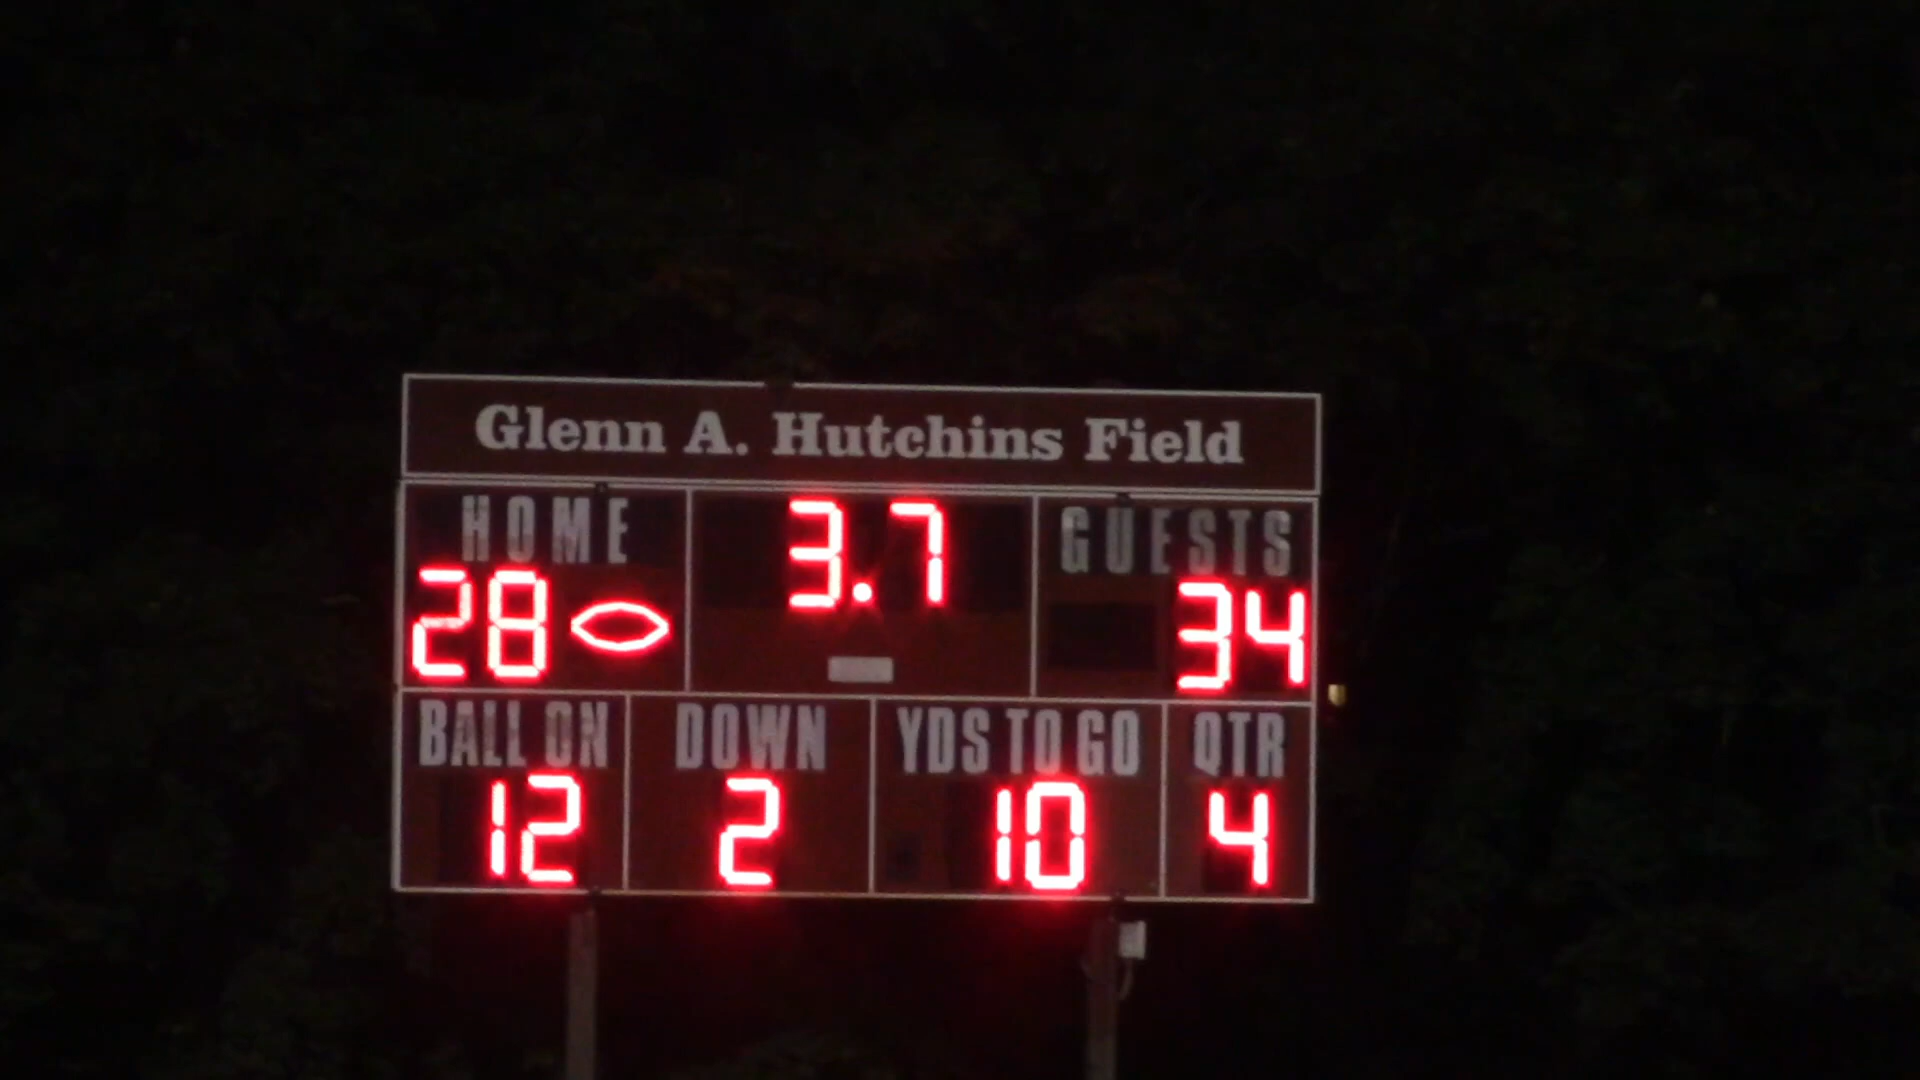 Glenn A. Hutchins Field
HOME 3.7 GUESTS
28 34
BALL ON DOWN YDS TO GO QTR
12 2 10 4